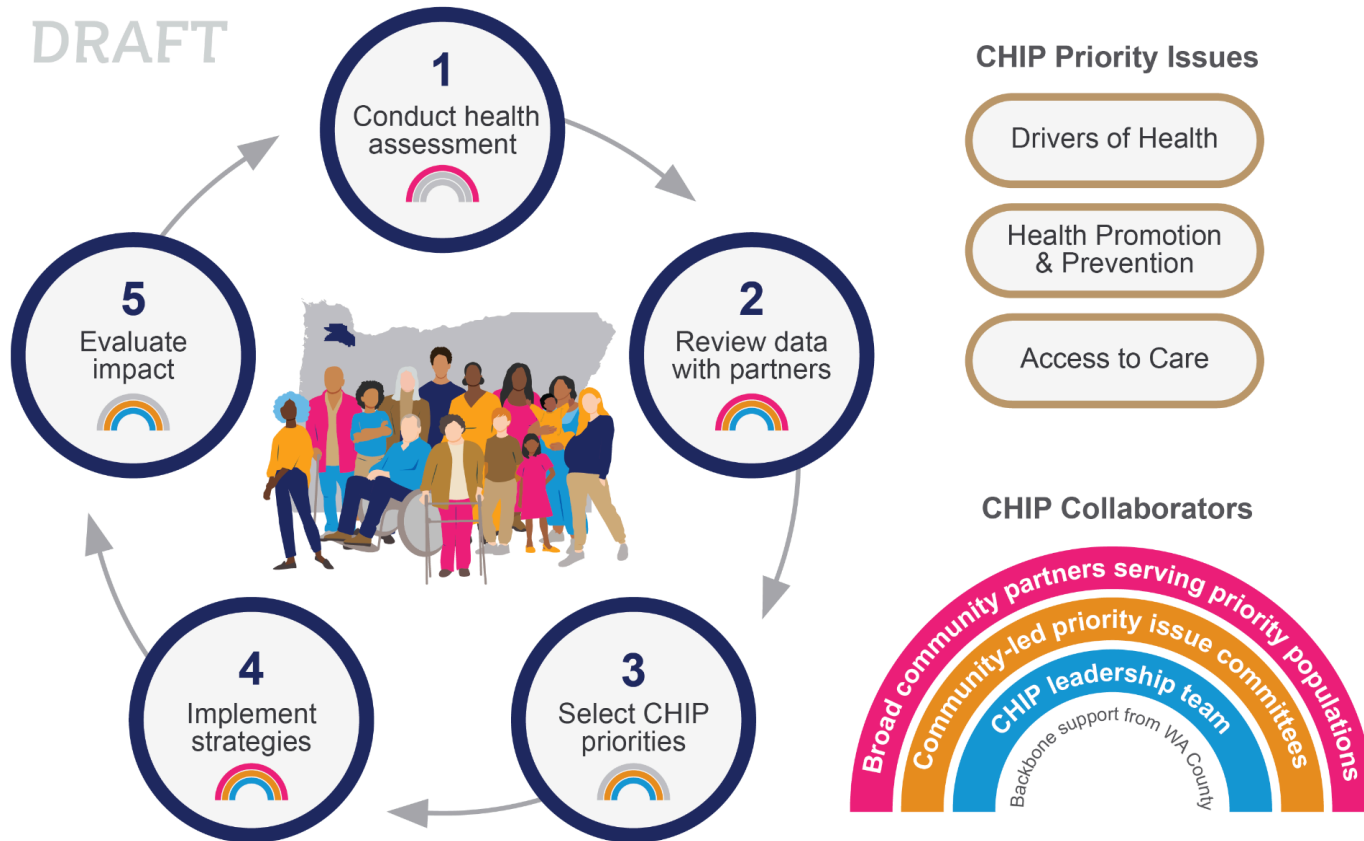 DRAFT
1
Conduct health
assessment
2
Review data
with partners
3
Select CHIP
priorities
4
Implement
strategies
5
Evaluate
impact
CHIP Priority Issues
Drivers of Health
Health Promotion
& Prevention
Access to Care
CHIP Collaborators
Broad community partners serving priority populations
Community-led priority issue committees
CHIP leadership team
Backbone support from WA County